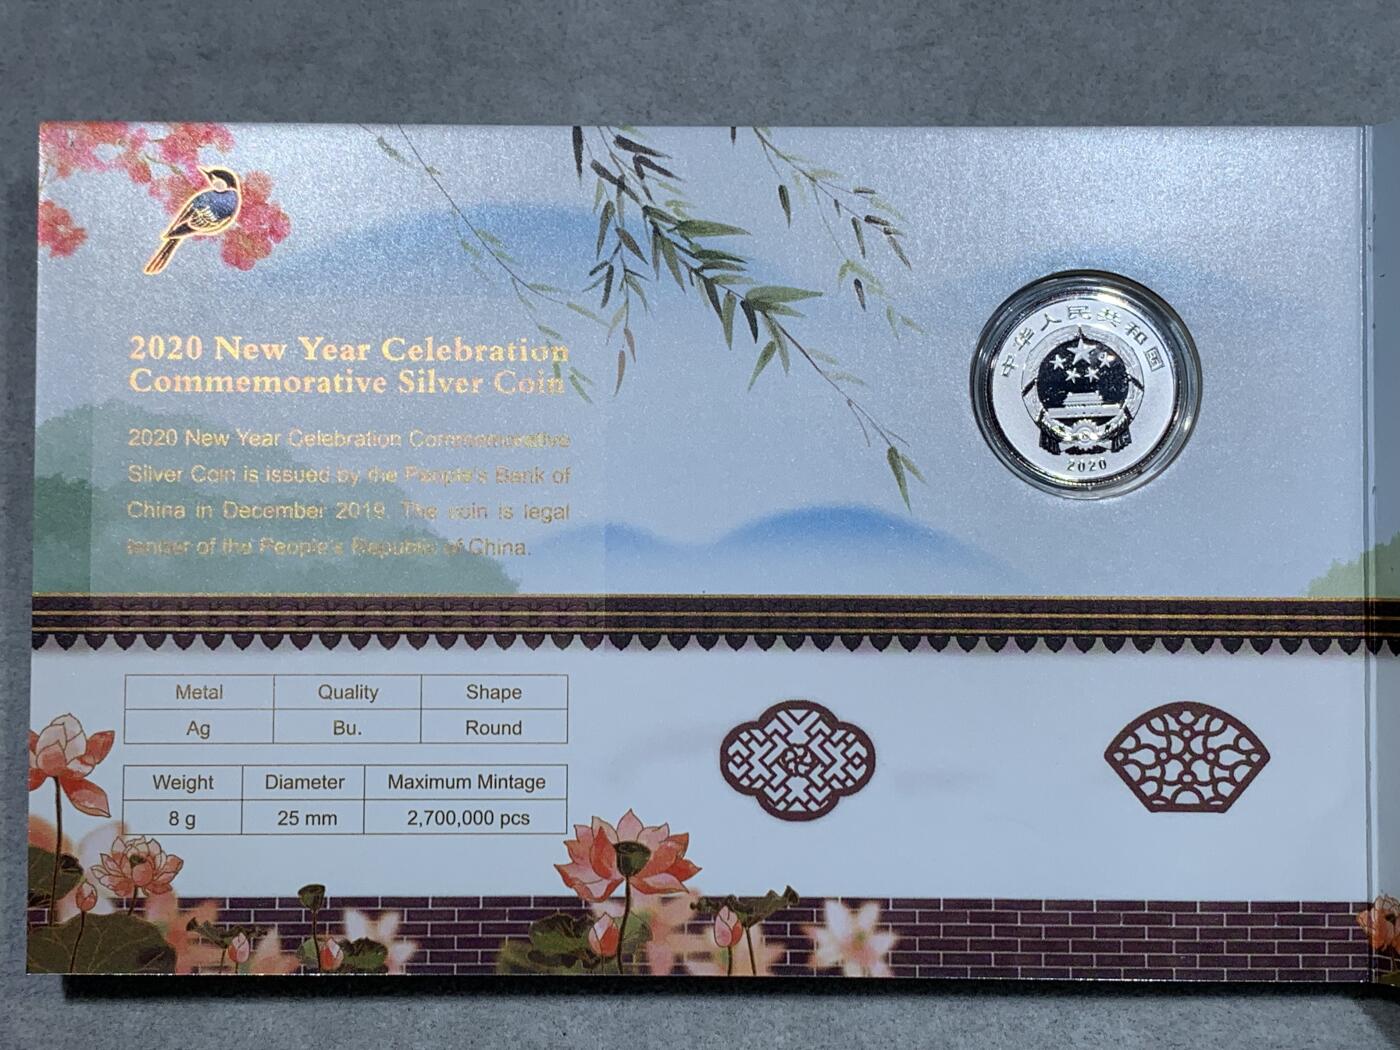 2020 New Year Celebration
Commemorative Silver Coin
2020 New Year Celebration Commemorative
Silver Coin is issued by the People's Bank of
China in December 2019. The coin is legal
tender of the People's Republic of China.
中华人民共和国
2020
Metal Quality Shape
Ag Bu. Round
Weight Diameter Maximum Mintage
8 g 25 mm 2,700,000 pcs